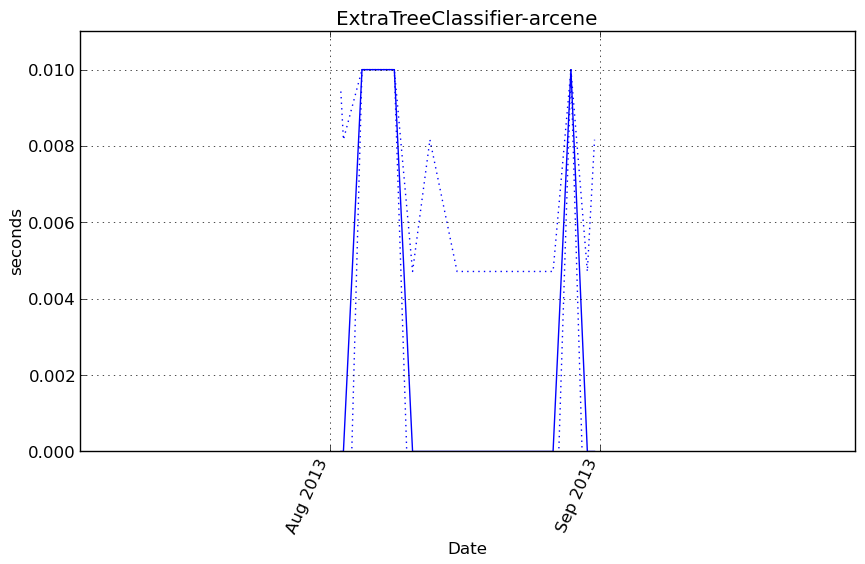 ExtraTreeClassifier-arcene
0.010
0.008
0.006
0.004
0.002
0.000
seconds
Aug 2013
Sep 2013
Date